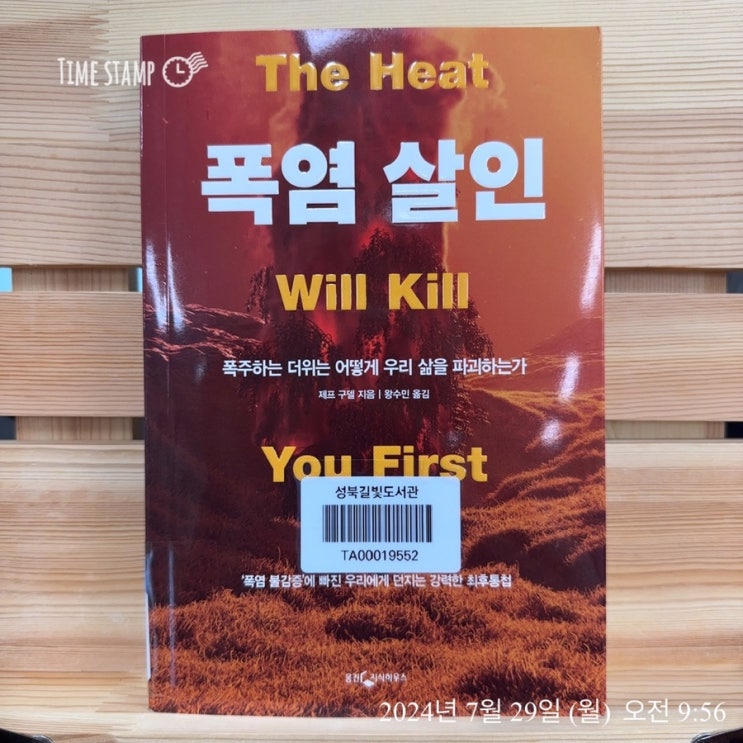 TIME STAMP
The Heat
폭염 살인
Will Kill
폭주하는 더위는 어떻게 우리 삶을 파괴하는가
제프 구델 지음 | 왕수민 옮김
You First
성북길빛도서관
TA00019552
'폭염 불감증'에 빠진 우리에게 던지는 강력한 최후통첩
웅진 지식하우스
2024년 7월 29일 (월) 오전 9:56